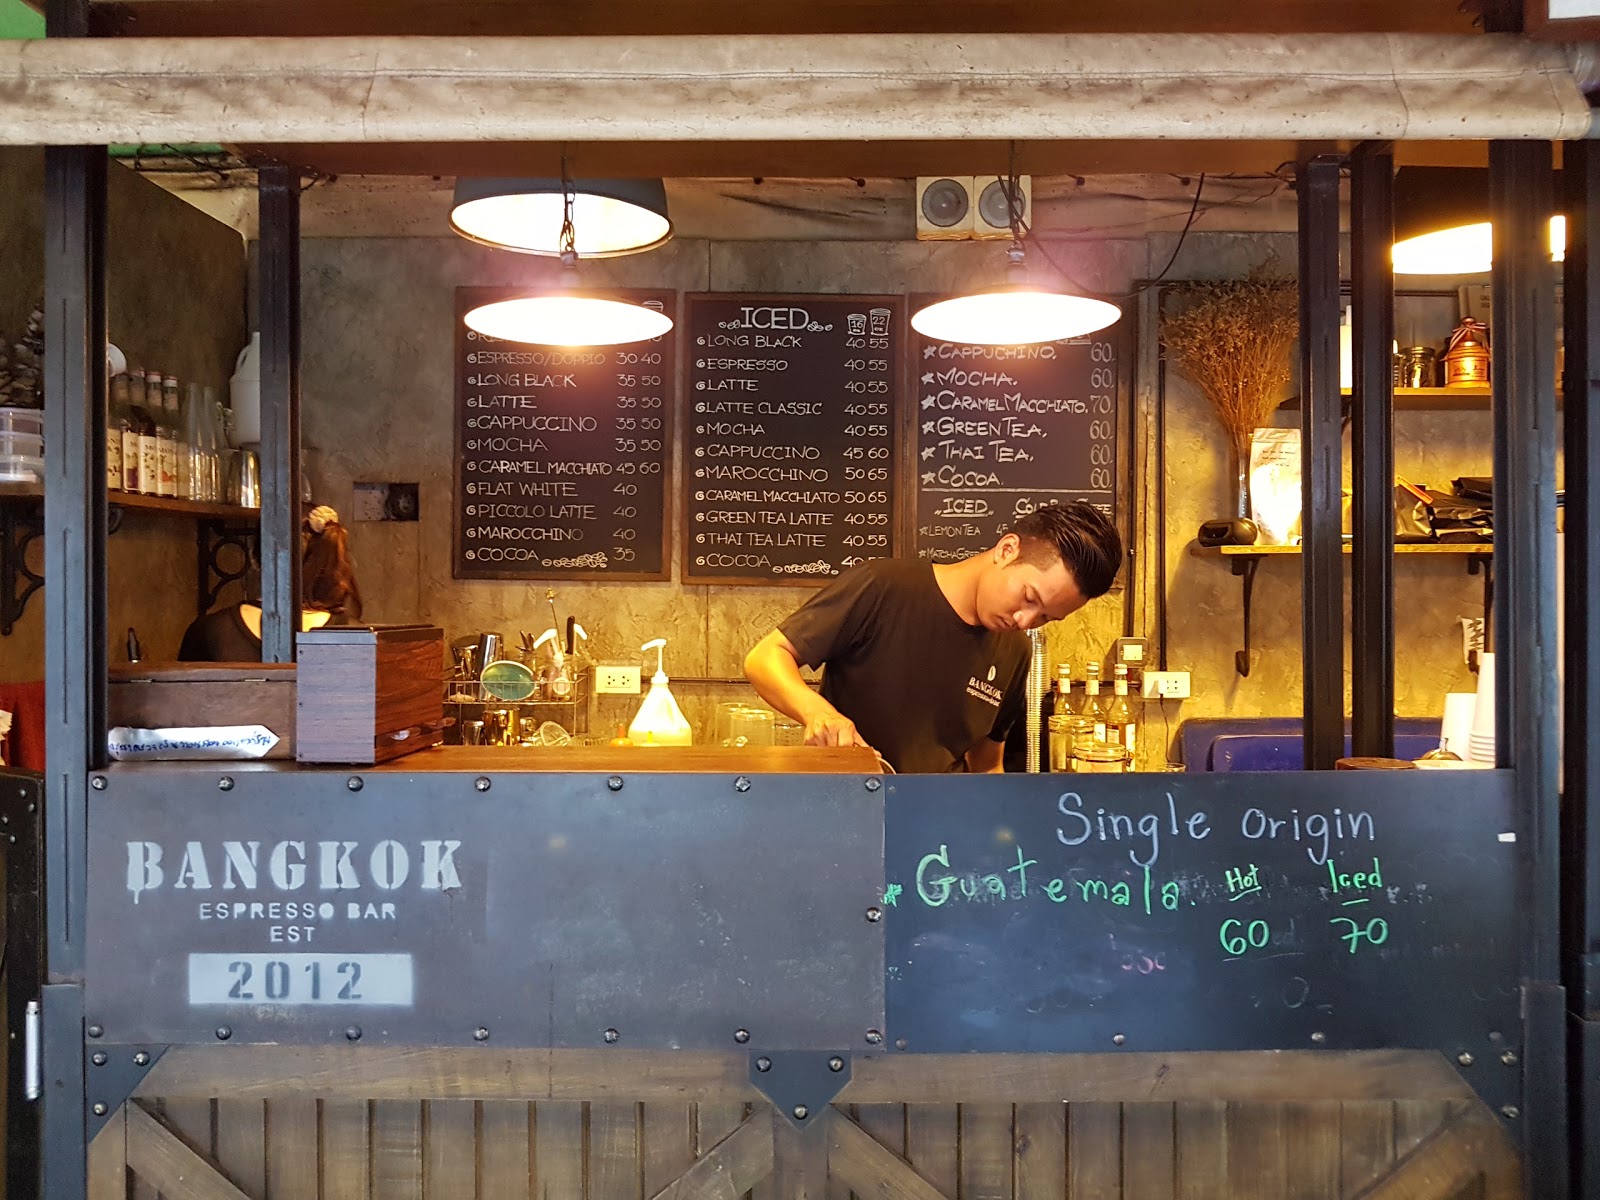 ESPRESSO/DOPPIO 30 40
LONG BLACK 35 50
LATTE 35 50
CAPPUCCINO 35 50
MOCHA 35 50
CARAMEL MACCHIATO 45 60
FLAT WHITE 40
PICCOLO LATTE 40
MAROCCHINO 40
COCOA 35
ICED 16 22
LONG BLACK 40 55
ESPRESSO 40 55
LATTE 40 55
LATTE CLASSIC 40 55
MOCHA 40 55
CAPPUCCINO 45 60
MAROCCHINO 50 65
CARAMEL MACCHIATO 50 65
GREEN TEA LATTE 40 55
THAI TEA LATTE 40 55
COCOA 40
CAPPUCHINO. 60.
MOCHA. 60.
CARAMEL MACCHIATO. 70.
GREEN TEA. 60.
THAI TEA. 60.
COCOA. 60.
ICED
LEMON TEA 45
BANGKOK
BANGKOK
ESPRESSO BAR
EST
2012
Single origin
Guatemala. Hot Iced
60 70